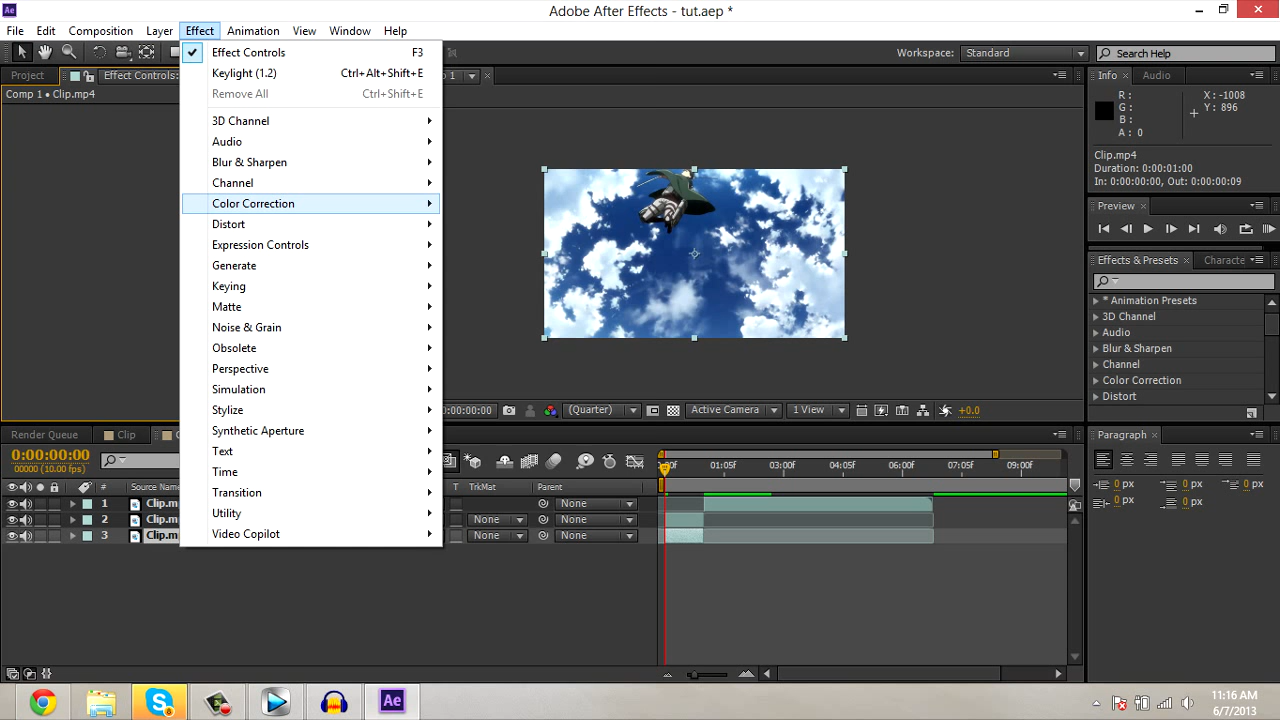 Ae
Adobe After Effects - tut.aep *
File Edit Composition Layer Effect Animation View Window Help
Workspace: Standard
Search Help
Project
Effect Controls:
1
Comp 1 • Clip.mp4
Effect Controls F3
Keylight (1.2) Ctrl+Alt+Shift+E
Remove All Ctrl+Shift+E
3D Channel
Audio
Blur & Sharpen
Channel
Color Correction
Distort
Expression Controls
Generate
Keying
Matte
Noise & Grain
Obsolete
Perspective
Simulation
Stylize
Synthetic Aperture
Text
Time
Transition
Utility
Video Copilot
Info Audio
R : X : -1008
G : Y : 896
B :
A : 0
Clip.mp4
Duration: 0:00:01:00
In: 0:00:00:00, Out: 0:00:00:09
Preview
Effects & Presets Characte
* Animation Presets
3D Channel
Audio
Blur & Sharpen
Channel
Color Correction
Distort
0:00:00:00 (Quarter) Active Camera 1 View +0.0
Render Queue Clip
0:00:00:00
00000 (10.00 fps)
# Source Name T TrkMat Parent
01:05f 03:00f 04:05f 06:00f 07:05f 09:00f
1 Clip.m None
2 Clip.m None None
3 Clip.m None None
Paragraph
0 px 0 px 0 px
0 px 0 px
Ae
11:16 AM
6/7/2013